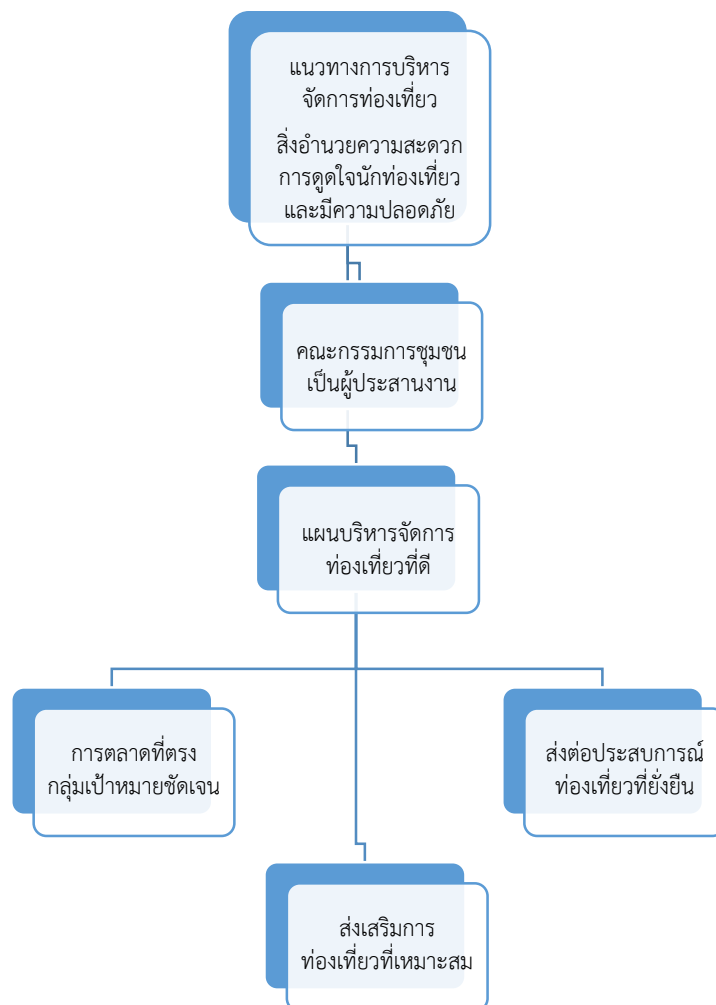 แนวทางการบริหาร
จัดการท่องเที่ยว
สิ่งอำนวยความสะดวก
การดูดใจนักท่องเที่ยว
และมีความปลอดภัย
คณะกรรมการชุมชน
เป็นผู้ประสานงาน
แผนบริหารจัดการ
ท่องเที่ยวที่ดี
การตลาดที่ตรง
กลุ่มเป้าหมายชัดเจน
ส่งต่อประสบการณ์
ท่องเที่ยวที่ยั่งยืน
ส่งเสริมการ
ท่องเที่ยวที่เหมาะสม